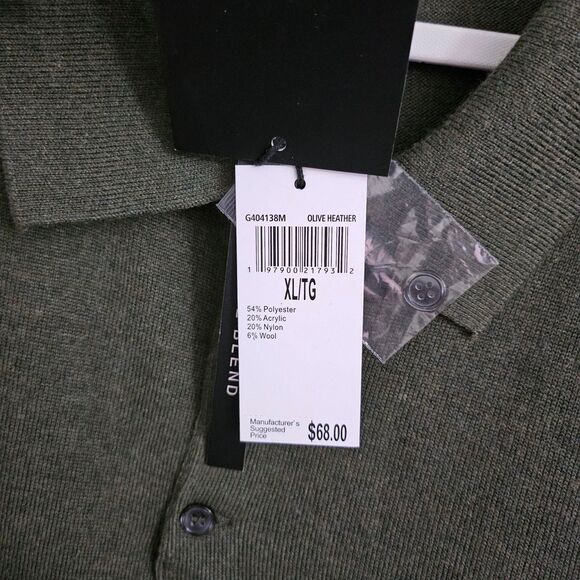 G404138M OLIVE HEATHER
1 97900 21793 2
XL/TG
54% Polyester
20% Acrylic
20% Nylon
6% Wool
BLEND
Manufacturer's
Suggested
Price $68.00